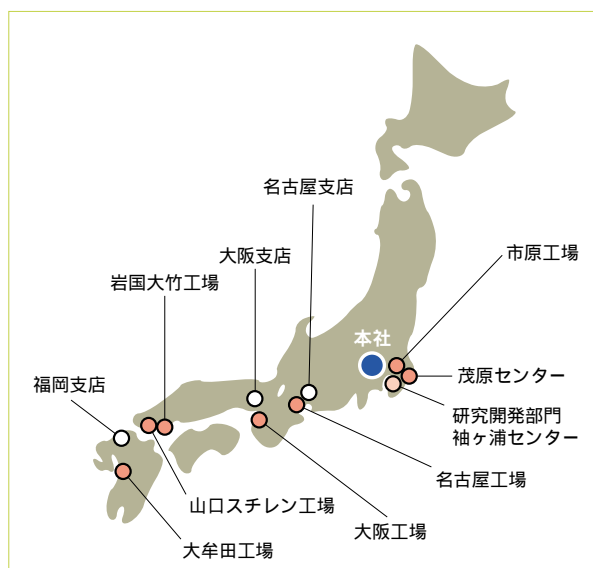 名古屋支店
大阪支店
市原工場
岩国大竹工場
本社
茂原センター
福岡支店
研究開発部門
袖ヶ浦センター
名古屋工場
山口スチレン工場
大阪工場
大牟田工場